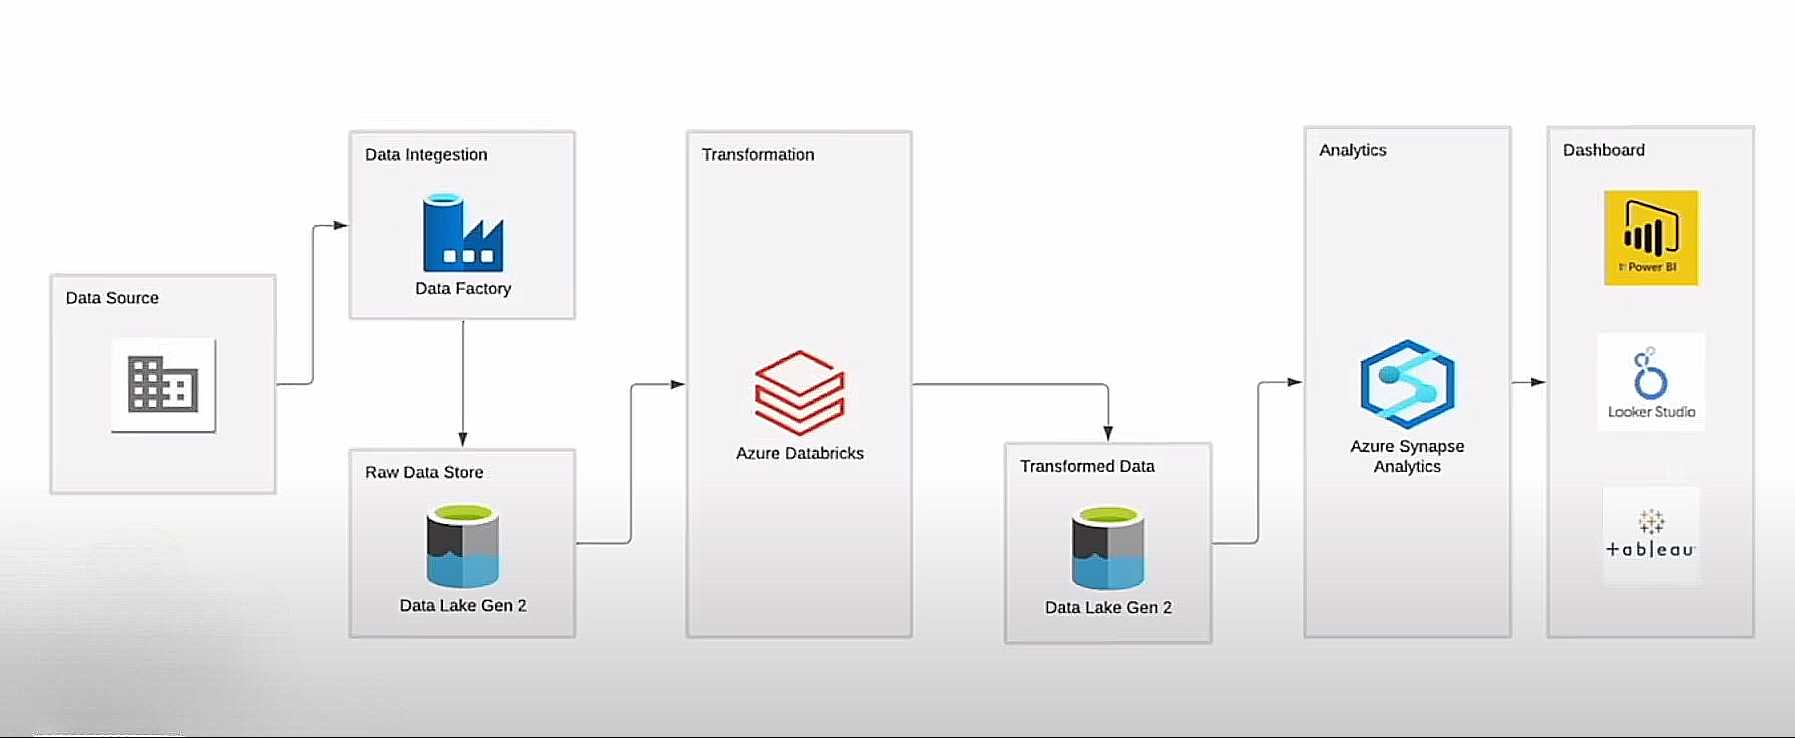 Data Source
Data Integestion
Data Factory
Raw Data Store
Data Lake Gen 2
Transformation
Azure Databricks
Transformed Data
Data Lake Gen 2
Analytics
Azure Synapse
Analytics
Dashboard
Power BI
Looker Studio
+ableau